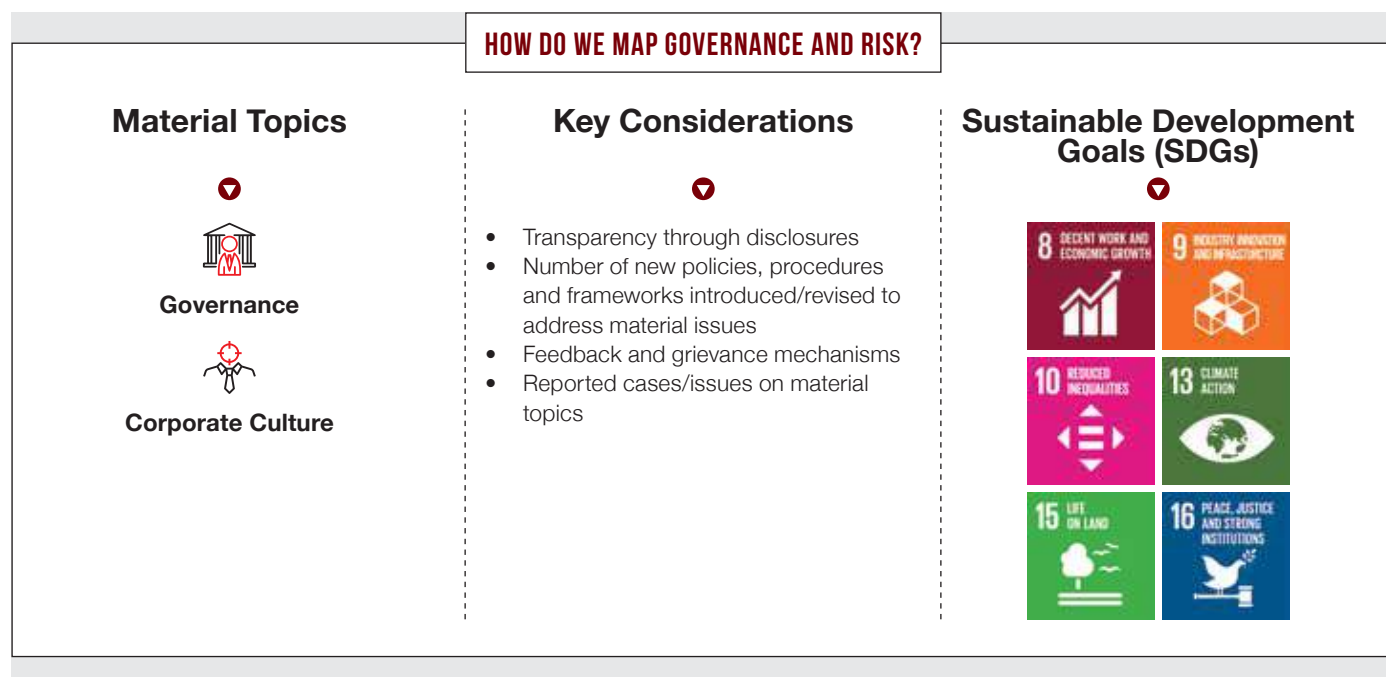 HOW DO WE MAP GOVERNANCE AND RISK?
Material Topics
Governance
Corporate Culture
Key Considerations
• Transparency through disclosures
• Number of new policies, procedures
and frameworks introduced/revised to
address material issues
• Feedback and grievance mechanisms
• Reported cases/issues on material
topics
Sustainable Development
Goals (SDGs)
8 DECENT WORK AND
ECONOMIC GROWTH
9 INDUSTRY INNOVATION
AND INFRASTURCTURE
10 REDUCED
INEQUALITIES
13 CLIMATE
ACTION
15 LIFE
ON LAND
16 PEACE, JUSTICE
AND STRONG
INSTITUTIONS